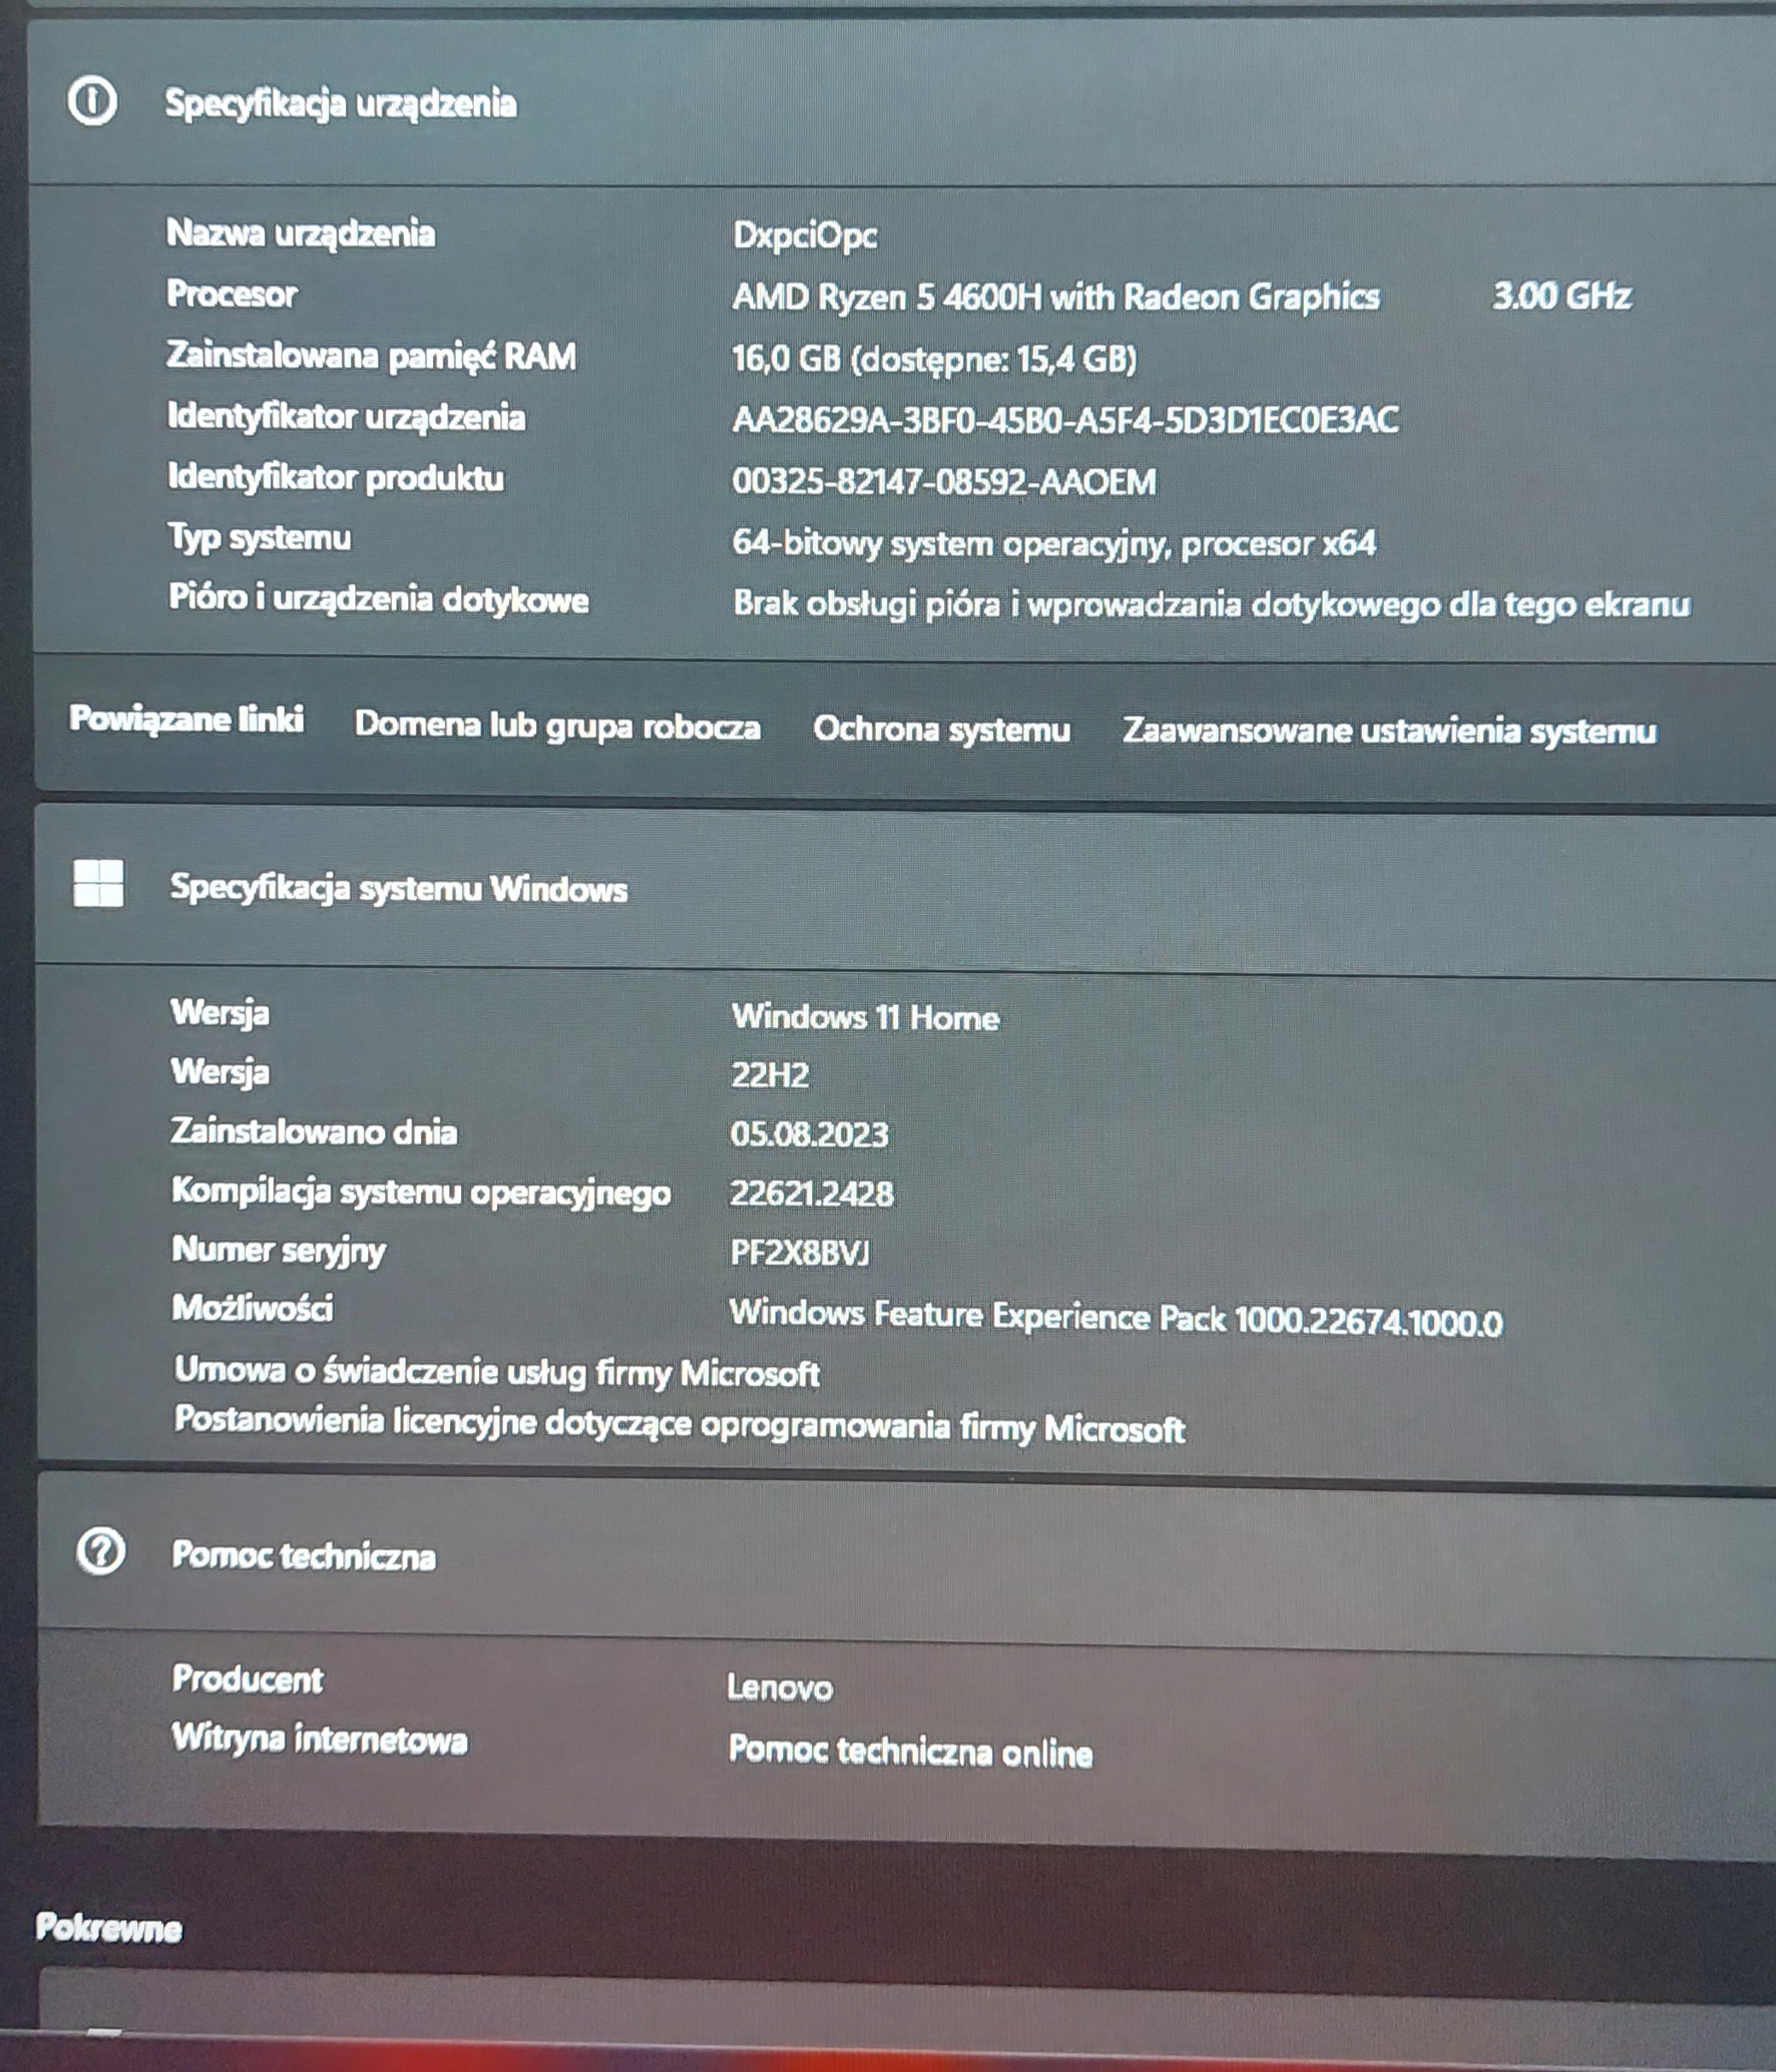 Specyfikacja urządzenia
Nazwa urządzenia DxpciOpc
Procesor AMD Ryzen 5 4600H with Radeon Graphics 3.00 GHz
Zainstalowana pamięć RAM 16,0 GB (dostępne: 15,4 GB)
Identyfikator urządzenia AA28629A-3BF0-45B0-A5F4-5D3D1EC0E3AC
Identyfikator produktu 00325-82147-08592-AAOEM
Typ systemu 64-bitowy system operacyjny, procesor x64
Pióro i urządzenia dotykowe Brak obsługi pióra i wprowadzania dotykowego dla tego ekranu
Powiązane linki Domena lub grupa robocza Ochrona systemu Zaawansowane ustawienia systemu
Specyfikacja systemu Windows
Wersja Windows 11 Home
Wersja 22H2
Zainstalowano dnia 05.08.2023
Kompilacja systemu operacyjnego 22621.2428
Numer seryjny PF2X8BVJ
Możliwości Windows Feature Experience Pack 1000.22674.1000.0
Umowa o świadczenie usług firmy Microsoft
Postanowienia licencyjne dotyczące oprogramowania firmy Microsoft
Pomoc techniczna
Producent Lenovo
Witryna internetowa Pomoc techniczna online
Pokrewne